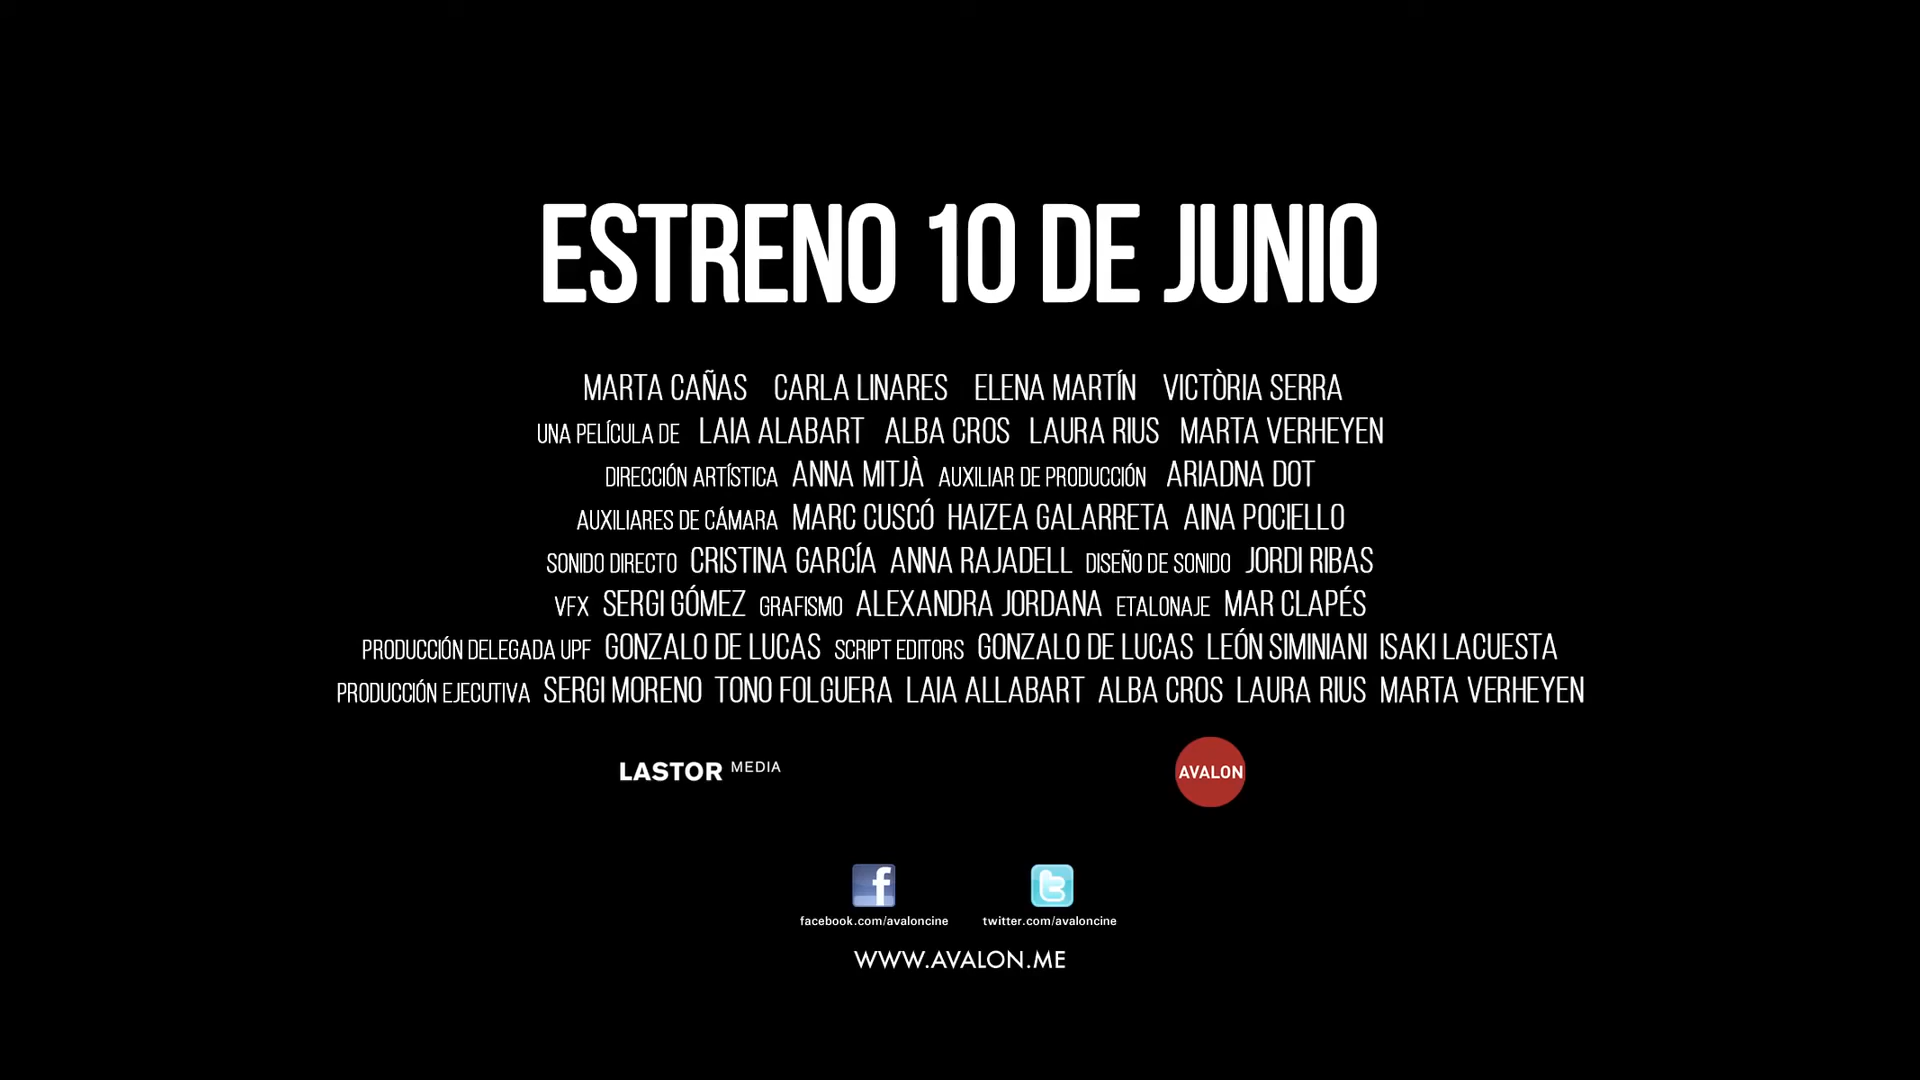 ESTRENO 10 DE JUNIO
MARTA CAÑAS CARLA LINARES ELENA MARTÍN VICTÒRIA SERRA
UNA PELÍCULA DE LAIA ALABART ALBA CROS LAURA RIUS MARTA VERHEYEN
DIRECCIÓN ARTÍSTICA ANNA MITJÀ AUXILIAR DE PRODUCCIÓN ARIADNA DOT
AUXILIARES DE CÁMARA MARC CUSCÓ HAIZEA GALARRETA AINA POCIELLO
SONIDO DIRECTO CRISTINA GARCÍA ANNA RAJADELL DISEÑO DE SONIDO JORDI RIBAS
VFX SERGI GÓMEZ GRAFISMO ALEXANDRA JORDANA ETALONAJE MAR CLAPÉS
PRODUCCIÓN DELEGADA UPF GONZALO DE LUCAS SCRIPT EDITORS GONZALO DE LUCAS LEÓN SIMINIANI ISAKI LACUESTA
PRODUCCIÓN EJECUTIVA SERGI MORENO TONO FOLGUERA LAIA ALLABART ALBA CROS LAURA RIUS MARTA VERHEYEN
LASTOR MEDIA AVALON
facebook.com/avaloncine twitter.com/avaloncine
WWW.AVALON.ME